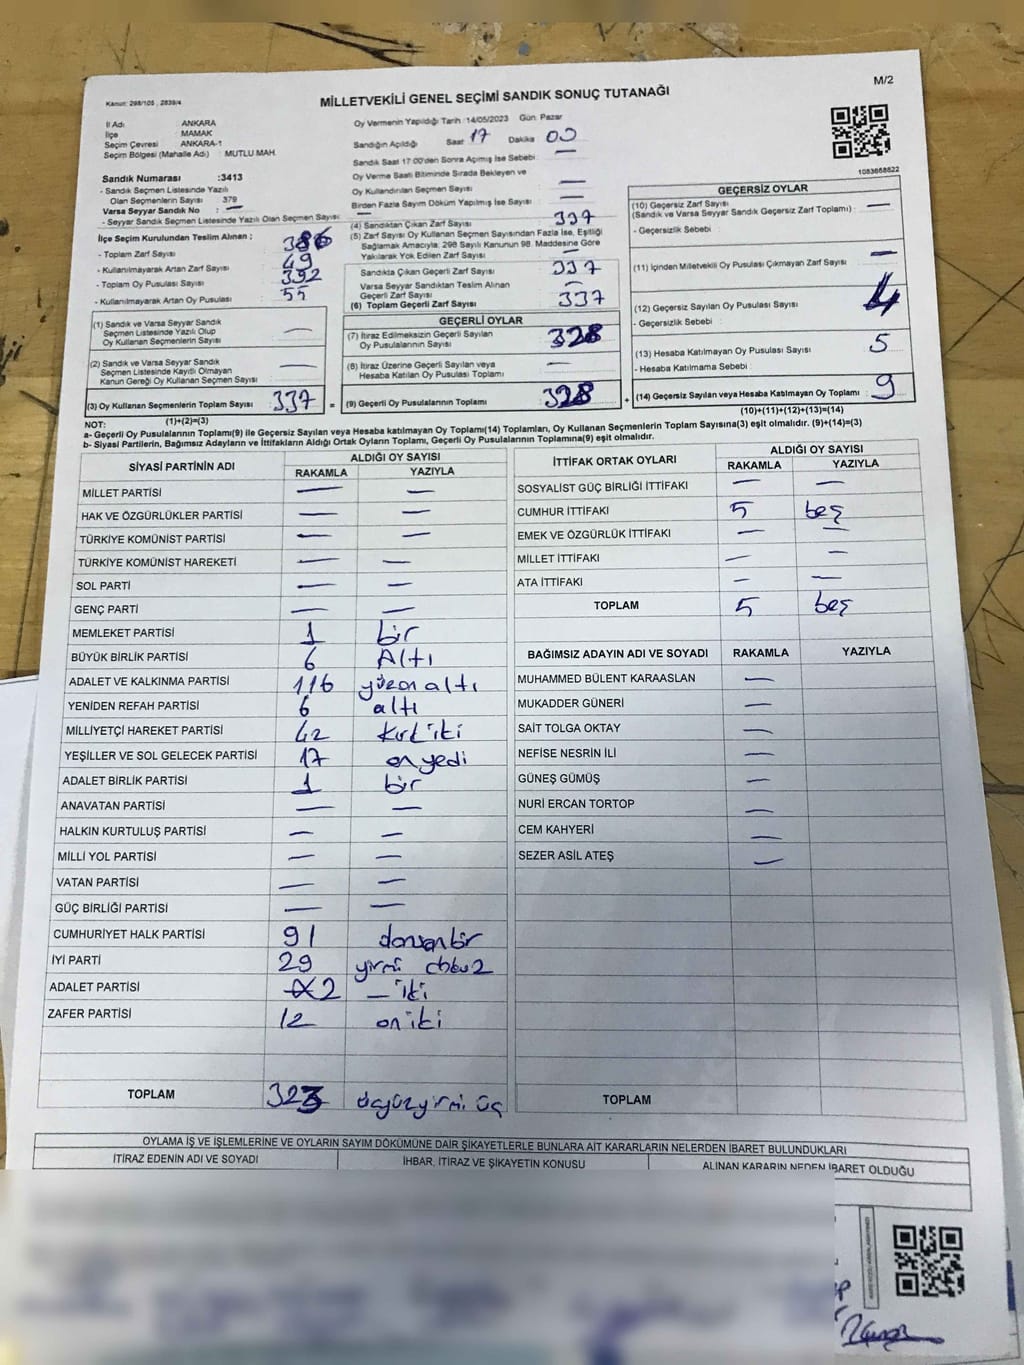 M/2
Kanun: 298/105, 2839/4
MİLLETVEKİLİ GENEL SEÇİMİ SANDIK SONUÇ TUTANAĞI
İl Adı: ANKARA
İlçe MAMAK
Seçim Çevresi ANKARA-1
Seçim Bölgesi (Mahalle Adı) : MUTLU MAH.
Sandık Numarası :3413
- Sandık Seçmen Listesinde Yazılı
Olan Seçmenlerin Sayısı 379
Varsa Seyyar Sandık No : —
- Seyyar Sandık Seçmen Listesinde Yazılı Olan Seçmen Sayısı —
İlçe Seçim Kurulundan Teslim Alınan ;
- Toplam Zarf Sayısı : 386
- Kullanılmayarak Artan Zarf Sayısı : 49
- Toplam Oy Pusulası Sayısı : 392
- Kullanılmayarak Artan Oy Pusulası : 55
(1) Sandık ve Varsa Seyyar Sandık
Seçmen Listesinde Yazılı Olup
Oy Kullanan Seçmen Sayısı —
(2) Sandık ve Varsa Seyyar Sandık
Seçmen Listesinde Kayıtlı Olmayan
Kanun Gereği Oy Kullanan Seçmen Sayısı —
(3) Oy Kullanan Seçmenlerin Toplam Sayısı 337 =
(1)+(2)=(3)
Oy Vermenin Yapıldığı Tarih :14/05/2023 Gün: Pazar
Sandığın Açıldığı Saat 17 Dakika 00
Sandık Saat 17:00'den Sonra Açımış İse Sebebi : —
Oy Verme Saati Bitiminde Sırada Bekleyen ve
Oy Kullandırılan Seçmen Sayısı : —
Birden Fazla Sayım Döküm Yapılmış İse Sayısı : —
(4) Sandıktan Çıkan Zarf Sayısı : 337
(5) Zarf Sayısı Oy Kullanan Seçmen Sayısından Fazla İse, Eşitliği
Sağlamak Amacıyla; 298 Sayılı Kanunun 98. Maddesine Göre
Yakılarak Yok Edilen Zarf Sayısı : —
Sandıkta Çıkan Geçerli Zarf Sayısı 337
Varsa Seyyar Sandıktan Teslim Alınan
Geçerli Zarf Sayısı —
(6) Toplam Geçerli Zarf Sayısı : 337
GEÇERLİ OYLAR
(7) İtiraz Edilmeksizin Geçerli Sayılan
Oy Pusulalarının Sayısı : 328
(8) İtiraz Üzerine Geçerli Sayılan veya
Hesaba Katılan Oy Pusulası Toplamı : —
(9) Geçerli Oy Pusulalarının Toplamı : 328 +
1083668822
GEÇERSİZ OYLAR
(10) Geçersiz Zarf Sayısı
(Sandık ve Varsa Seyyar Sandık Geçersiz Zarf Toplamı) : —
- Geçersizlik Sebebi :
(11) İçinden Milletvekili Oy Pusulası Çıkmayan Zarf Sayısı —
(12) Geçersiz Sayılan Oy Pusulası Sayısı 4
- Geçersizlik Sebebi :
(13) Hesaba Katılmayan Oy Pusulası Sayısı 5
- Hesaba Katılmama Sebebi :
(14) Geçersiz Sayılan veya Hesaba Katılmayan Oy Toplamı : 9
(10)+(11)+(12)+(13)=(14)
NOT:
a- Geçerli Oy Pusulalarının Toplamı(9) ile Geçersiz Sayılan veya Hesaba Katılmayan Oy Toplamı(14) Toplamları, Oy Kullanan Seçmenlerin Toplam Sayısına(3) eşit olmalıdır. (9)+(14)=(3)
b- Siyasi Partilerin, Bağımsız Adayların ve İttifakların Aldığı Ortak Oyların Toplamı, Geçerli Oy Pusulalarının Toplamına(9) eşit olmalıdır.
SİYASİ PARTİNİN ADI ALDIĞI OY SAYISI
RAKAMLA YAZIYLA
MİLLET PARTİSİ — —
HAK VE ÖZGÜRLÜKLER PARTİSİ — —
TÜRKİYE KOMÜNİST PARTİSİ — —
TÜRKİYE KOMÜNİST HAREKETİ — —
SOL PARTİ — —
GENÇ PARTİ — —
MEMLEKET PARTİSİ 1 bir
BÜYÜK BİRLİK PARTİSİ 6 Altı
ADALET VE KALKINMA PARTİSİ 116 yüzon altı
YENİDEN REFAH PARTİSİ 6 altı
MİLLİYETÇİ HAREKET PARTİSİ 42 kırk iki
YEŞİLLER VE SOL GELECEK PARTİSİ 17 on yedi
ADALET BİRLİK PARTİSİ 1 bir
ANAVATAN PARTİSİ — —
HALKIN KURTULUŞ PARTİSİ — —
MİLLİ YOL PARTİSİ — —
VATAN PARTİSİ — —
GÜÇ BİRLİĞİ PARTİSİ — —
CUMHURİYET HALK PARTİSİ 91 doksanbir
İYİ PARTİ 29 yirmi dokuz
ADALET PARTİSİ 2 — iki
ZAFER PARTİSİ 12 on iki
TOPLAM 323 üçyüzyirmi üç
İTTİFAK ORTAK OYLARI ALDIĞI OY SAYISI
RAKAMLA YAZIYLA
SOSYALİST GÜÇ BİRLİĞİ İTTİFAKI — —
CUMHUR İTTİFAKI 5 beş
EMEK VE ÖZGÜRLÜK İTTİFAKI — —
MİLLET İTTİFAKI — —
ATA İTTİFAKI — —
TOPLAM 5 beş
BAĞIMSIZ ADAYIN ADI VE SOYADI RAKAMLA YAZIYLA
MUHAMMED BÜLENT KARAASLAN —
MUKADDER GÜNERİ —
SAİT TOLGA OKTAY —
NEFİSE NESRİN İLİ —
GÜNEŞ GÜMÜŞ —
NURİ ERCAN TORTOP —
CEM KAHYERİ —
SEZER ASİL ATEŞ —
TOPLAM
OYLAMA İŞ VE İŞLEMLERİNE VE OYLARIN SAYIM DÖKÜMÜNE DAİR ŞİKAYETLERLE BUNLARA AİT KARARLARIN NELERDEN İBARET BULUNDUKLARI
İTİRAZ EDENİN ADI VE SOYADI İHBAR, İTİRAZ VE ŞİKAYETİN KONUSU ALINAN KARARIN NEDEN İBARET OLDUĞU